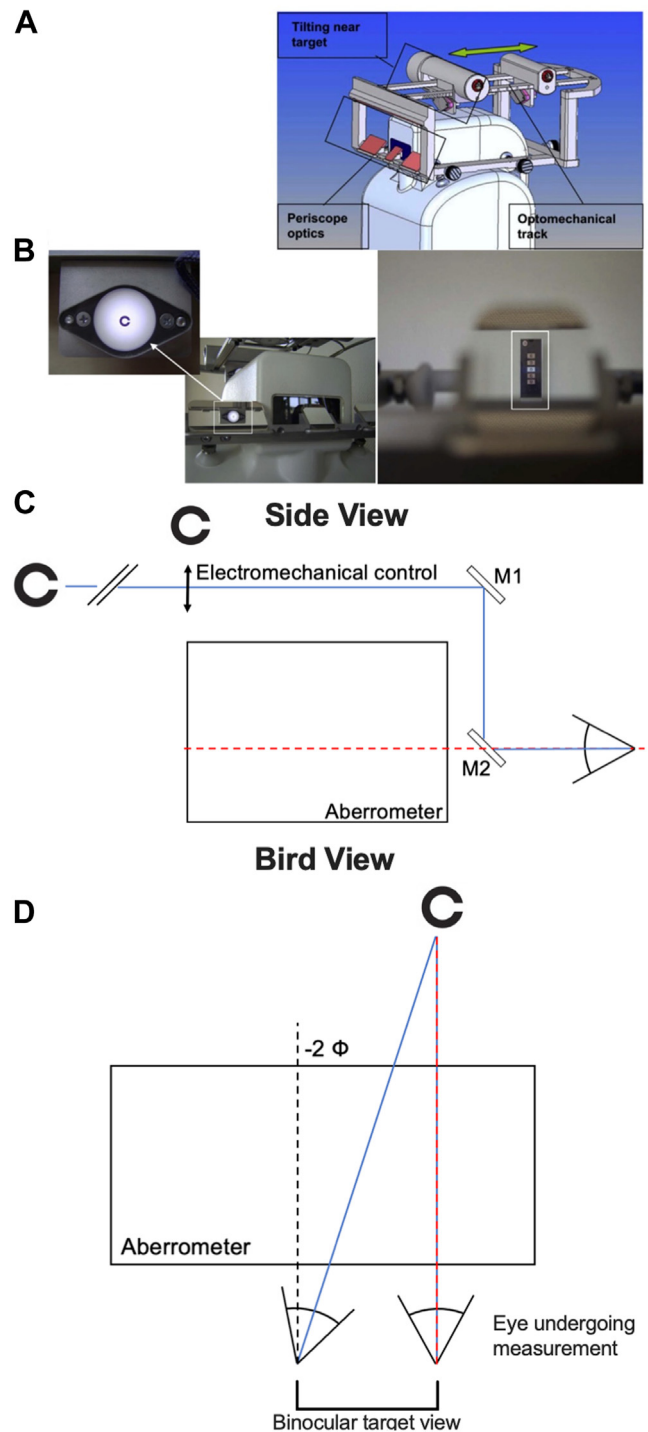 A
Tilting near
target
Periscope
optics
Optomechanical
track
B
C
Side View
Electromechanical control
M1
M2
Aberrometer
Bird View
D
-2 Φ
Aberrometer
Eye undergoing
measurement
Binocular target view